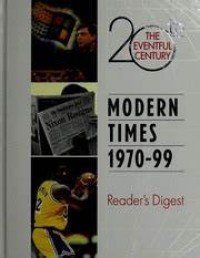 20
THE
EVENTFUL
CENTURY
Nixon Resigns
MODERN
TIMES
1970-99
Reader's Digest